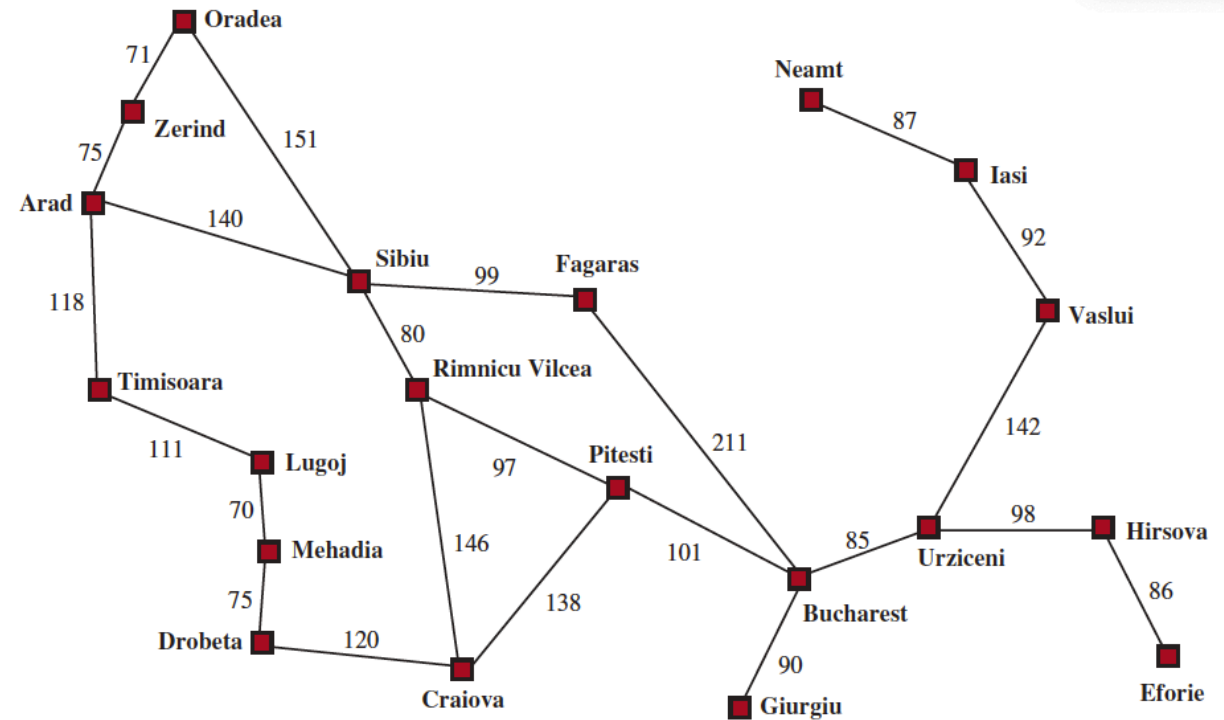 Oradea
71
Neamt
87
Zerind
151
75
Iasi
Arad
140
92
Sibiu
Fagaras
99
118
Vaslui
80
Rimnicu Vilcea
Timisoara
142
211
111
Pitesti
Lugoj
97
70
98
146
101
85
Hirsova
Mehadia
Urziceni
75
138
86
Bucharest
Drobeta
120
90
Craiova
Giurgiu
Eforie